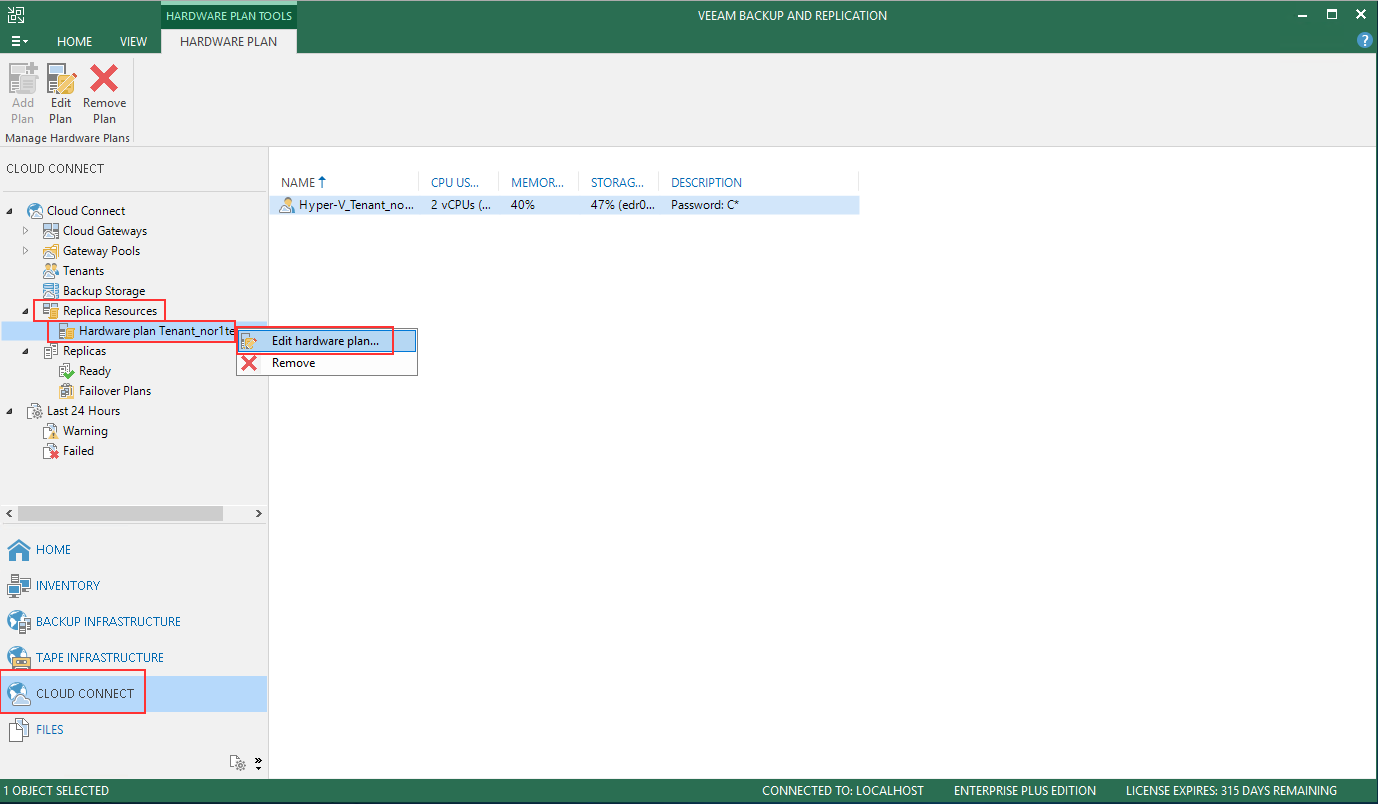 HARDWARE PLAN TOOLS
VEEAM BACKUP AND REPLICATION
HOME VIEW HARDWARE PLAN
?
Add Plan
Edit Plan
Remove Plan
Manage Hardware Plans
CLOUD CONNECT
Cloud Connect
Cloud Gateways
Gateway Pools
Tenants
Backup Storage
Replica Resources
Hardware plan Tenant_nor1te
Replicas
Ready
Failover Plans
Last 24 Hours
Warning
Failed
NAME CPU US... MEMOR... STORAG... DESCRIPTION
Hyper-V_Tenant_no... 2 vCPUs (... 40% 47% (edr0... Password: C*
Edit hardware plan...
Remove
HOME
INVENTORY
BACKUP INFRASTRUCTURE
TAPE INFRASTRUCTURE
CLOUD CONNECT
FILES
1 OBJECT SELECTED
CONNECTED TO: LOCALHOST ENTERPRISE PLUS EDITION LICENSE EXPIRES: 315 DAYS REMAINING